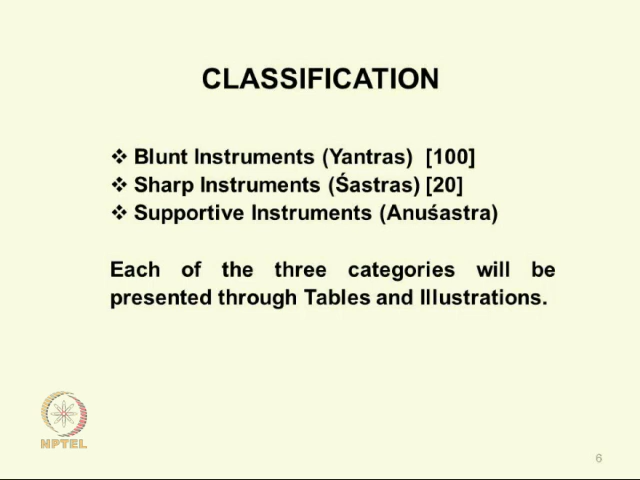 CLASSIFICATION
❖ Blunt Instruments (Yantras) [100]
❖ Sharp Instruments (Śastras) [20]
❖ Supportive Instruments (Anuśastra)
Each of the three categories will be
presented through Tables and Illustrations.
NPTEL
6